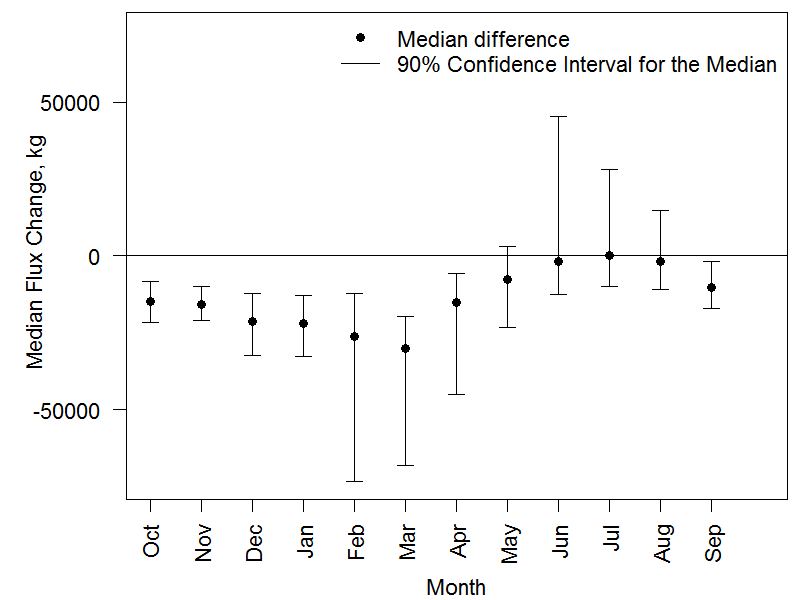 Median difference
90% Confidence Interval for the Median
Median Flux Change, kg
50000
0
-50000
Oct
Nov
Dec
Jan
Feb
Mar
Apr
May
Jun
Jul
Aug
Sep
Month